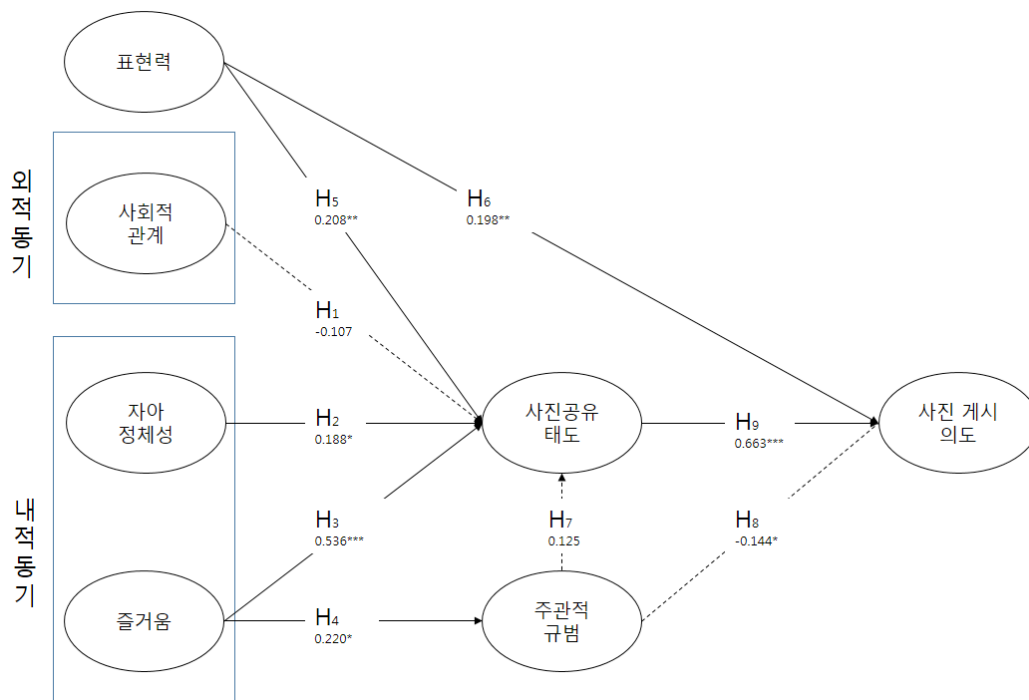 표현력
외적동기
사회적
관계
H5
0.208**
H6
0.198**
H1
-0.107
내적동기
자아
정체성
H2
0.188*
사진공유
태도
H9
0.663***
사진 게시
의도
H3
0.536***
H7
0.125
H8
-0.144*
즐거움
H4
0.220*
주관적
규범